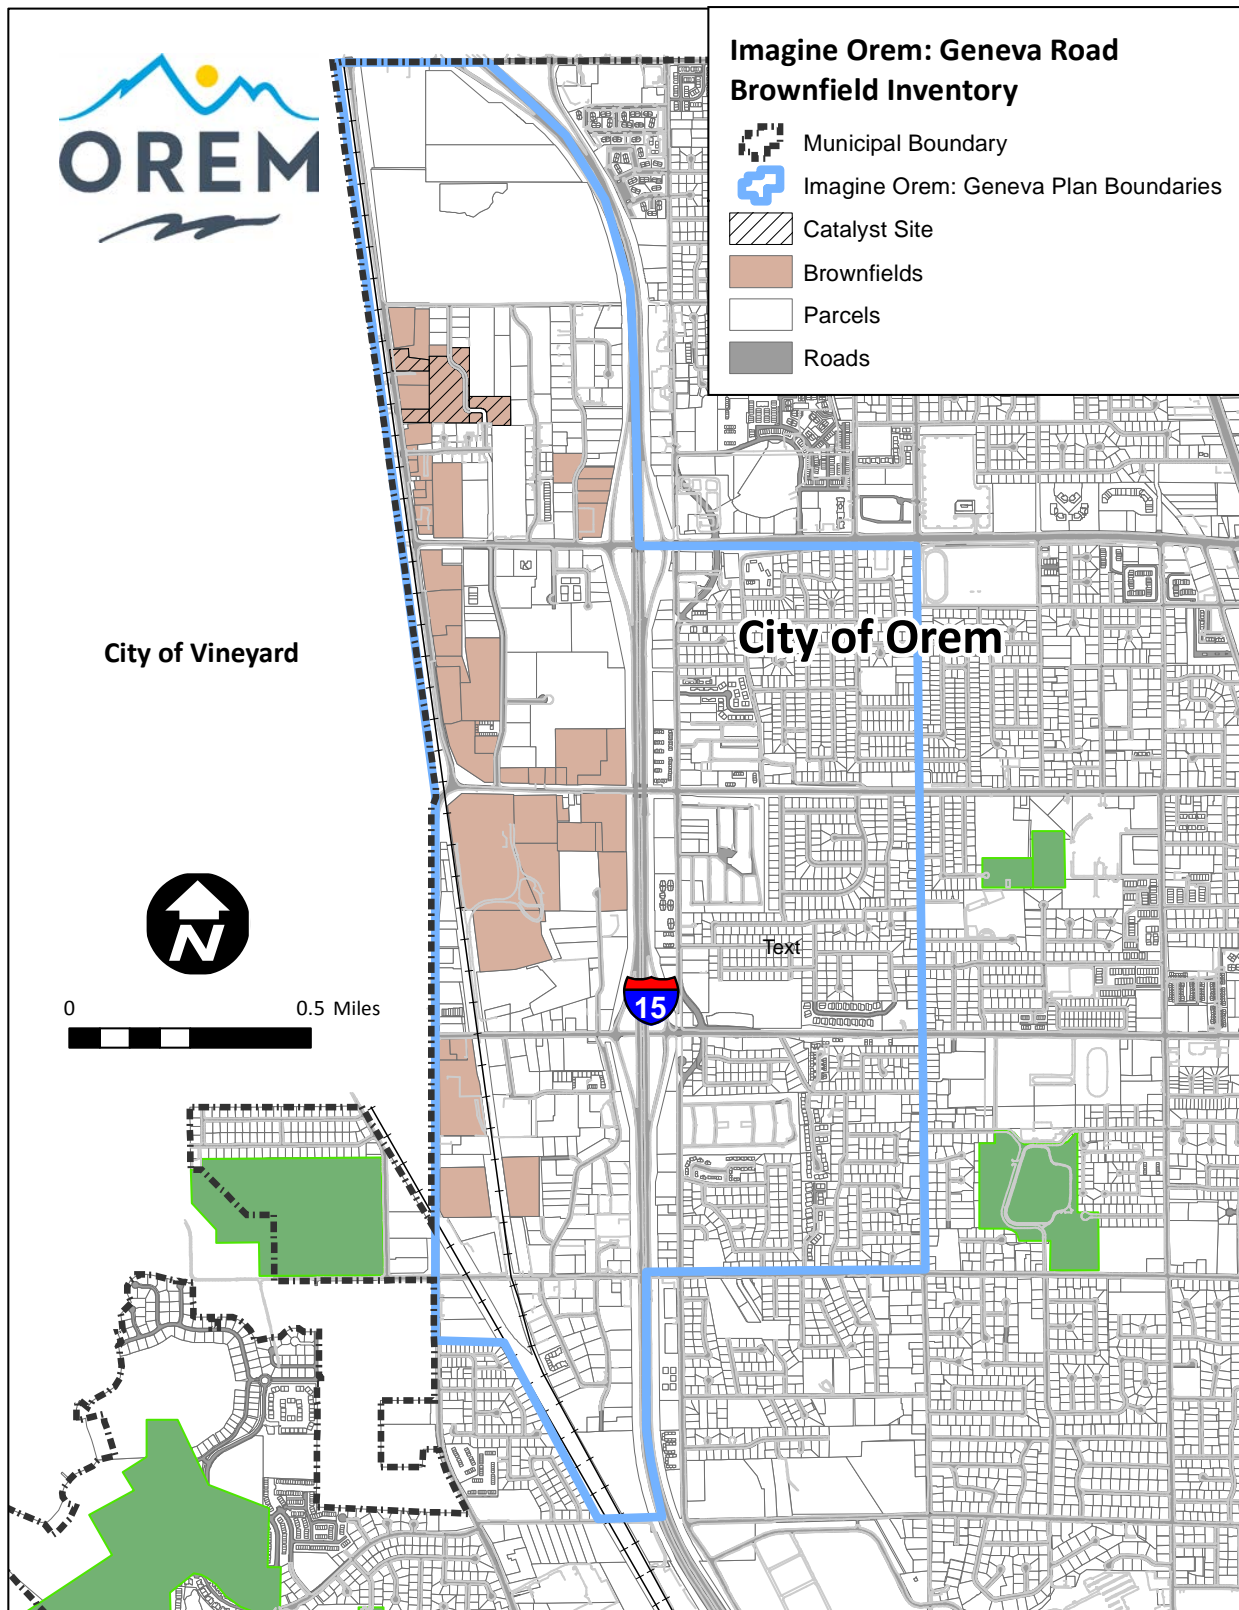 OREM
Imagine Orem: Geneva Road
Brownfield Inventory
Municipal Boundary
Imagine Orem: Geneva Plan Boundaries
Catalyst Site
Brownfields
Parcels
Roads
City of Orem
City of Vineyard
N
Text
15
0 0.5 Miles